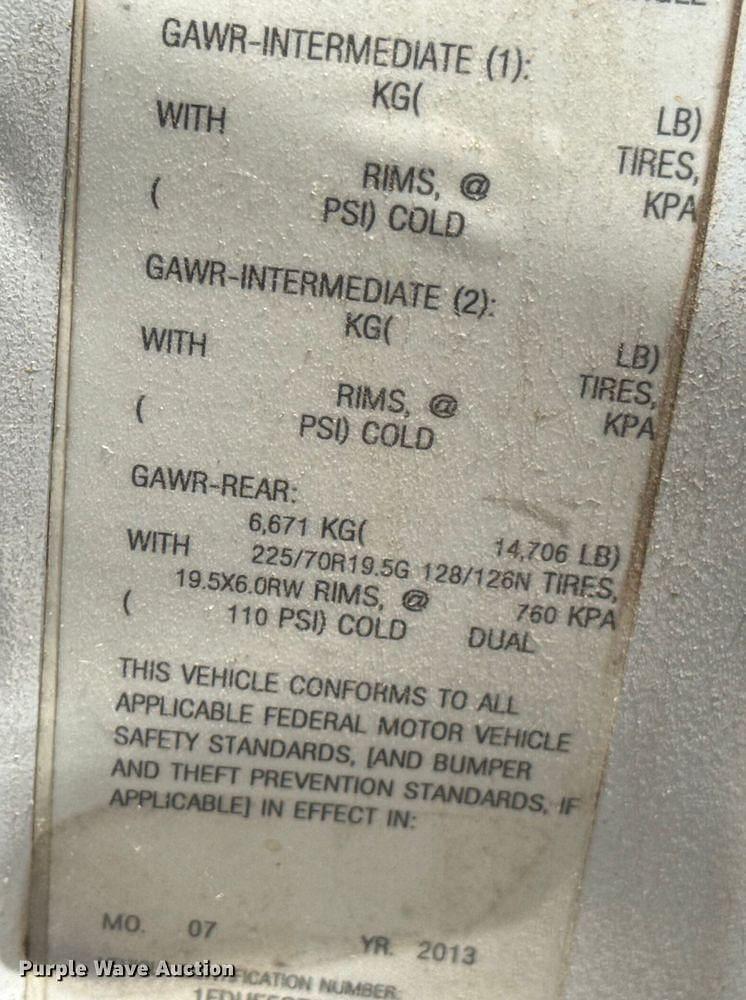 GAWR-INTERMEDIATE (1):
KG( LB)
WITH TIRES,
RIMS, @ KPA
( PSI) COLD
GAWR-INTERMEDIATE (2):
KG( LB)
WITH TIRES,
RIMS, @ KPA
( PSI) COLD
GAWR-REAR:
6,671 KG( 14,706 LB)
WITH 225/70R19.5G 128/126N TIRES,
19.5X6.0RW RIMS, @ 760 KPA
( 110 PSI) COLD DUAL
THIS VEHICLE CONFORMS TO ALL
APPLICABLE FEDERAL MOTOR VEHICLE
SAFETY STANDARDS, [AND BUMPER
AND THEFT PREVENTION STANDARDS, IF
APPLICABLE] IN EFFECT IN:
MO. 07 YR. 2013
NUMBER:
Purple Wave Auction